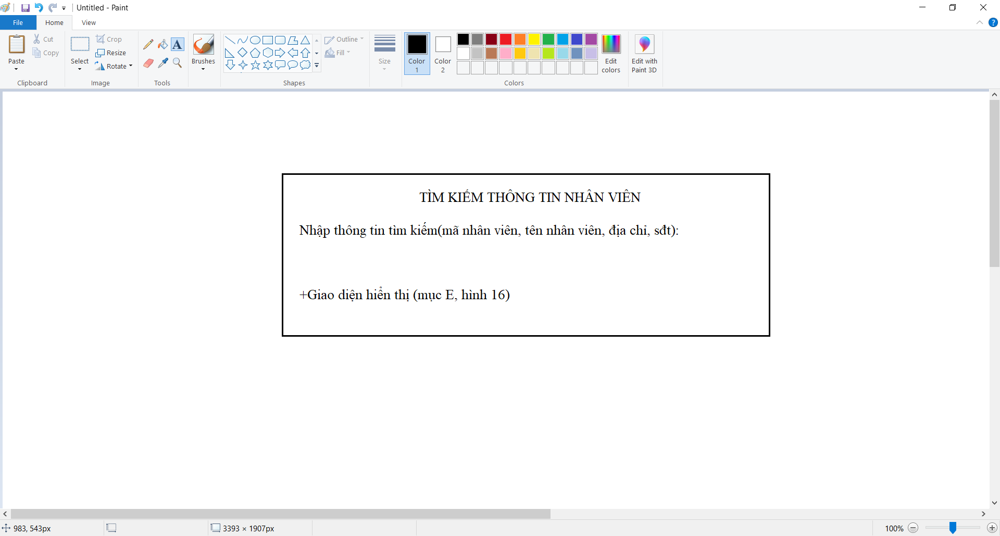 Untitled - Paint
File Home View
Paste
Cut
Copy
Clipboard
Select
Crop
Resize
Rotate
Image
A
Tools
Brushes
Shapes
Outline
Fill
Size
Color 1
Color 2
Colors
Edit colors
Edit with Paint 3D
TÌM KIẾM THÔNG TIN NHÂN VIÊN
Nhập thông tin tìm kiếm(mã nhân viên, tên nhân viên, địa chỉ, sđt):
+Giao diện hiển thị (mục E, hình 16)
983, 543px
3393 × 1907px
100%